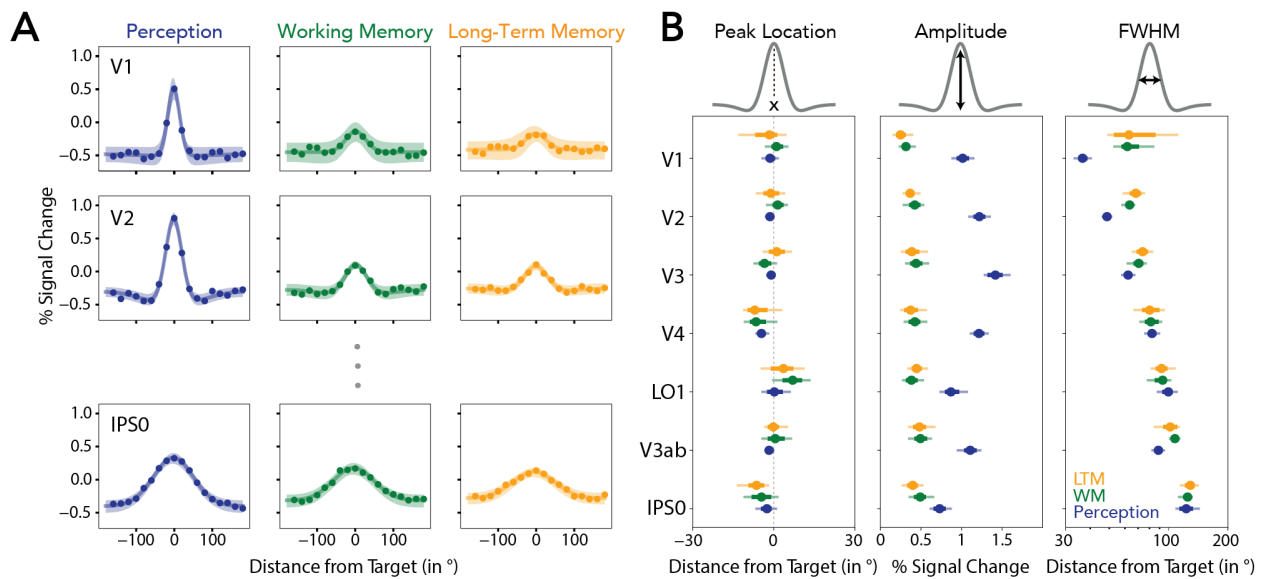 A
Perception
Working Memory
Long-Term Memory
V1
1.0
0.5
0.0
−0.5
V2
1.0
0.5
0.0
−0.5
% Signal Change
IPS0
1.0
0.5
0.0
−0.5
−100 0 100
−100 0 100
−100 0 100
Distance from Target (in °)
B
Peak Location
Amplitude
FWHM
x
V1
V2
V3
V4
LO1
V3ab
IPS0
LTM
WM
Perception
−30 0 30
0 0.5 1 1.5
30 100 200
Distance from Target (in °)
% Signal Change
Distance from Target (in °)